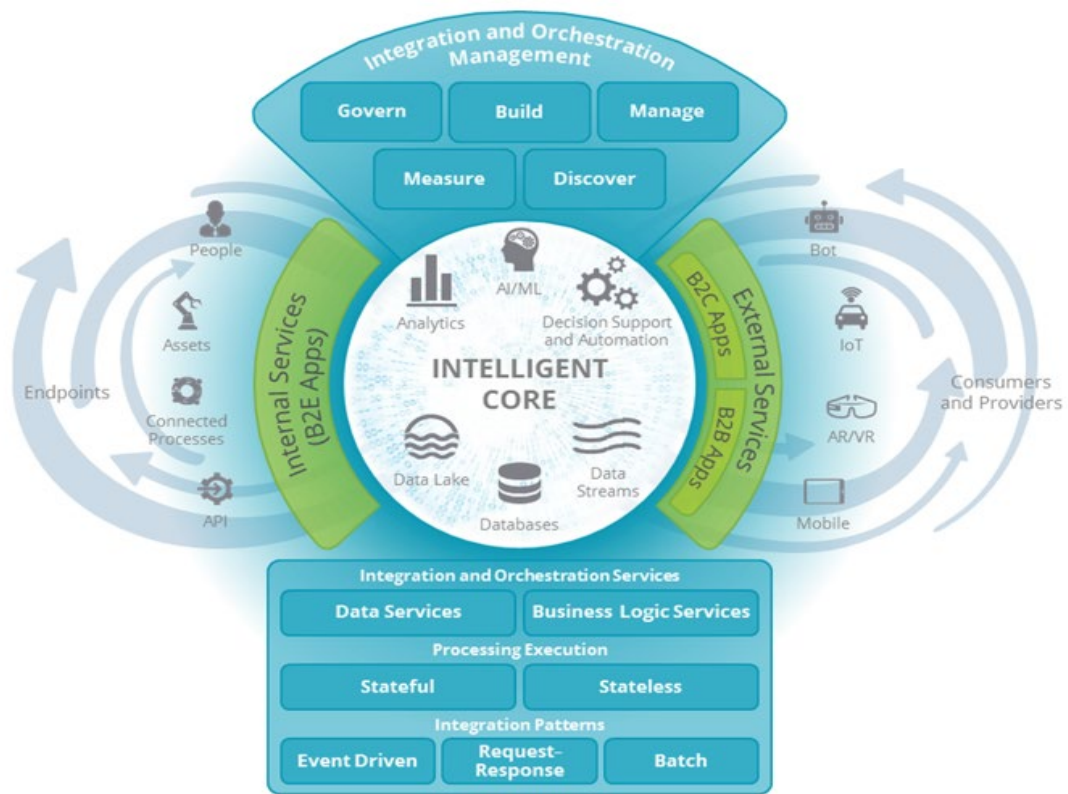 Integration and Orchestration
Management
Govern
Build
Manage
Measure
Discover
People
Assets
Connected
Processes
API
Endpoints
Internal Services
(B2E Apps)
Analytics
AI/ML
Decision Support
and Automation
INTELLIGENT
CORE
Data Lake
Databases
Data
Streams
B2C Apps
B2B Apps
External Services
Bot
IoT
AR/VR
Mobile
Consumers
and Providers
Integration and Orchestration Services
Data Services
Business Logic Services
Processing Execution
Stateful
Stateless
Integration Patterns
Event Driven
Request–
Response
Batch